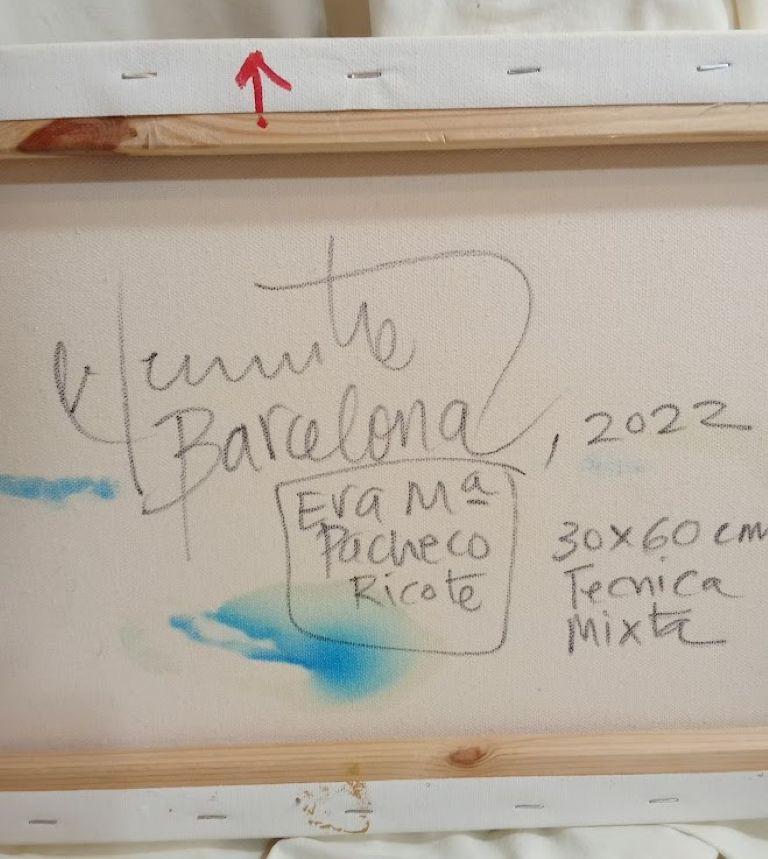 Barcelona, 2022
Eva Mª
Pacheco
Ricote
30x60 cm
Tecnica
Mixta